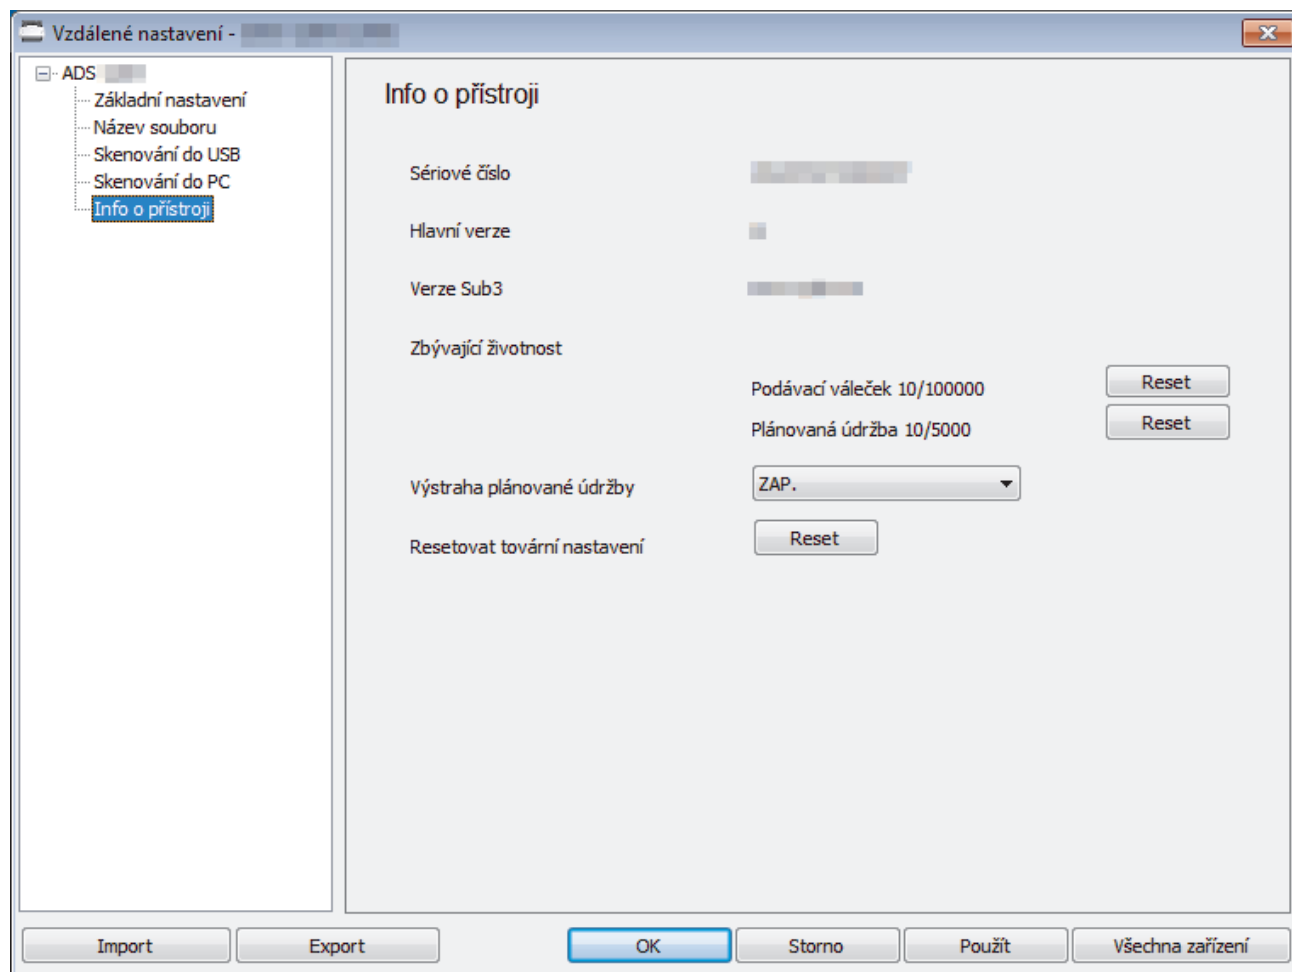 Vzdálené nastavení -
ADS
Základní nastavení
Název souboru
Skenování do USB
Skenování do PC
Info o přístroji
Info o přístroji
Sériové číslo
Hlavní verze
Verze Sub3
Zbývající životnost
Podávací váleček 10/100000
Reset
Plánovaná údržba 10/5000
Reset
Výstraha plánované údržby
ZAP.
Resetovat tovární nastavení
Reset
Import
Export
OK
Storno
Použít
Všechna zařízení